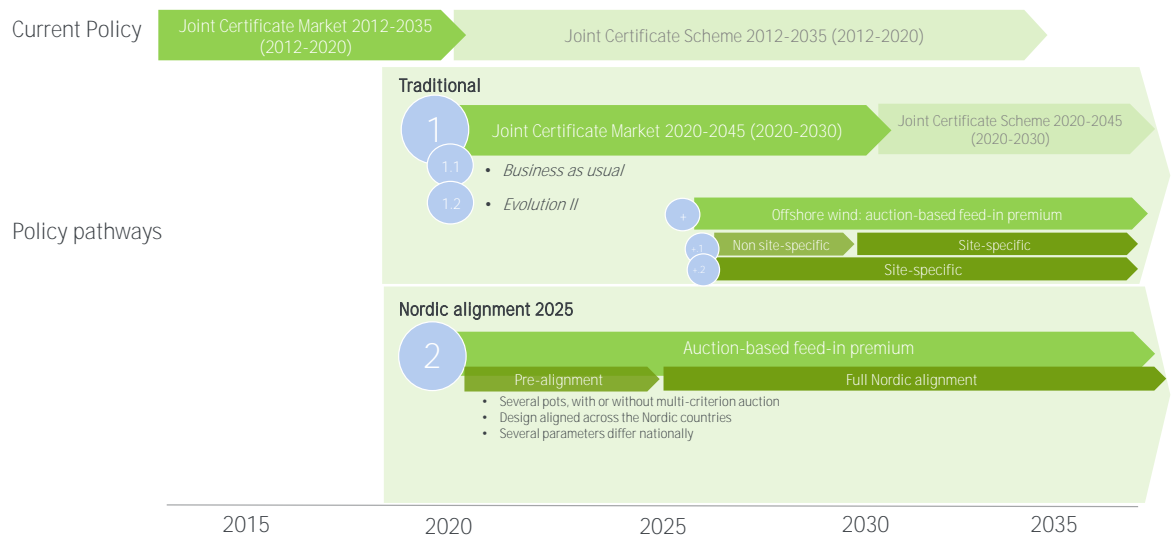 Current Policy
Joint Certificate Market 2012-2035
(2012-2020)
Joint Certificate Scheme 2012-2035 (2012-2020)
Policy pathways
Traditional
1
Joint Certificate Market 2020-2045 (2020-2030)
Joint Certificate Scheme 2020-2045
(2020-2030)
1.1
• Business as usual
1.2
• Evolution II
+
Offshore wind: auction-based feed-in premium
+.1
Non site-specific
Site-specific
+.2
Site-specific
Nordic alignment 2025
2
Auction-based feed-in premium
Pre-alignment
Full Nordic alignment
• Several pots, with or without multi-criterion auction
• Design aligned across the Nordic countries
• Several parameters differ nationally
2015
2020
2025
2030
2035